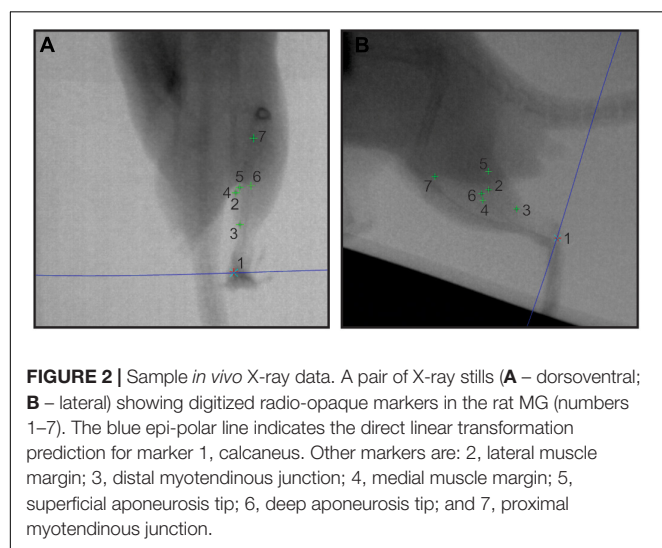 A
B
7
5
6
4
2
3
1
5
2
7
6
4
3
1
FIGURE 2 | Sample in vivo X-ray data. A pair of X-ray stills (A – dorsoventral;
B – lateral) showing digitized radio-opaque markers in the rat MG (numbers
1–7). The blue epi-polar line indicates the direct linear transformation
prediction for marker 1, calcaneus. Other markers are: 2, lateral muscle
margin; 3, distal myotendinous junction; 4, medial muscle margin; 5,
superficial aponeurosis tip; 6, deep aponeurosis tip; and 7, proximal
myotendinous junction.